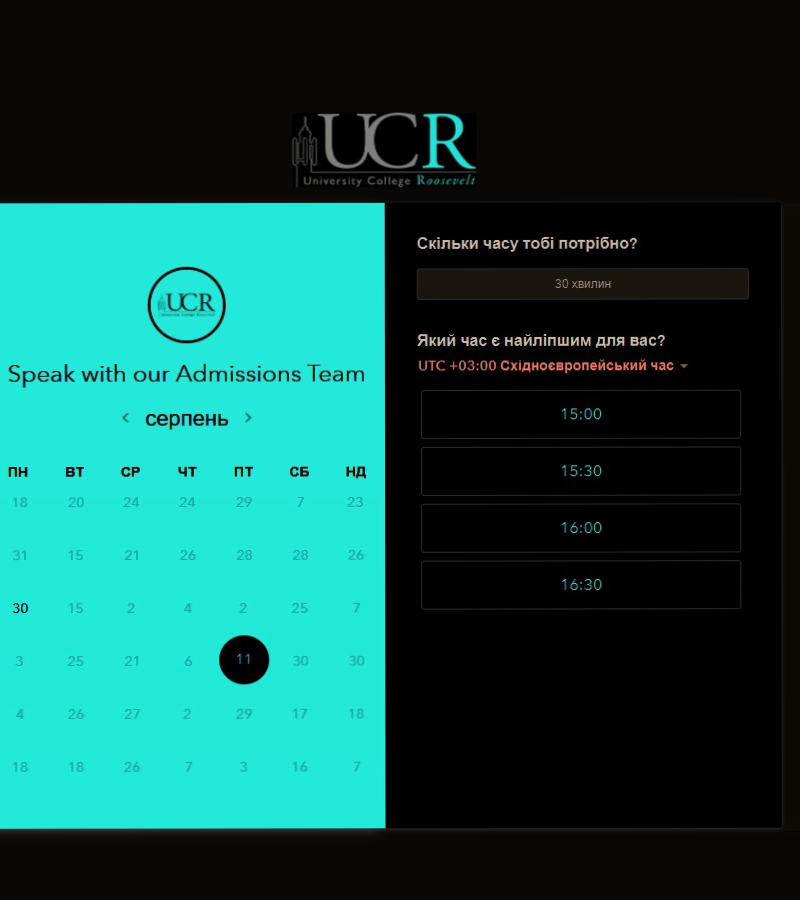 UCR
University College Roosevelt
UCR
University College Roosevelt
Speak with our Admissions Team
серпень
ПН ВТ СР ЧТ ПТ СБ НД
18 20 24 24 29 7 23
31 15 21 26 28 28 26
30 15 2 4 2 25 7
3 25 21 6 11 30 30
4 26 27 2 29 17 18
18 18 26 7 3 16 7
Скільки часу тобі потрібно?
30 хвилин
Який час є найліпшим для вас?
UTC +03:00 Східноєвропейський час
15:00
15:30
16:00
16:30